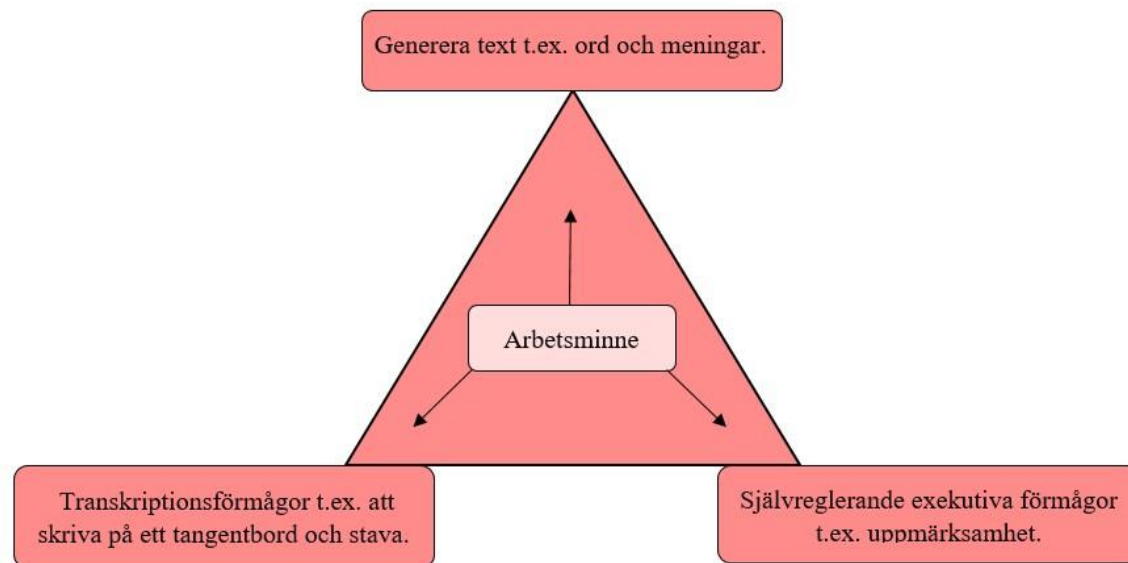 Generera text t.ex. ord och meningar.
Arbetsminne
Transkriptionsförmågor t.ex. att
skriva på ett tangentbord och stava.
Självreglerande exekutiva förmågor
t.ex. uppmärksamhet.